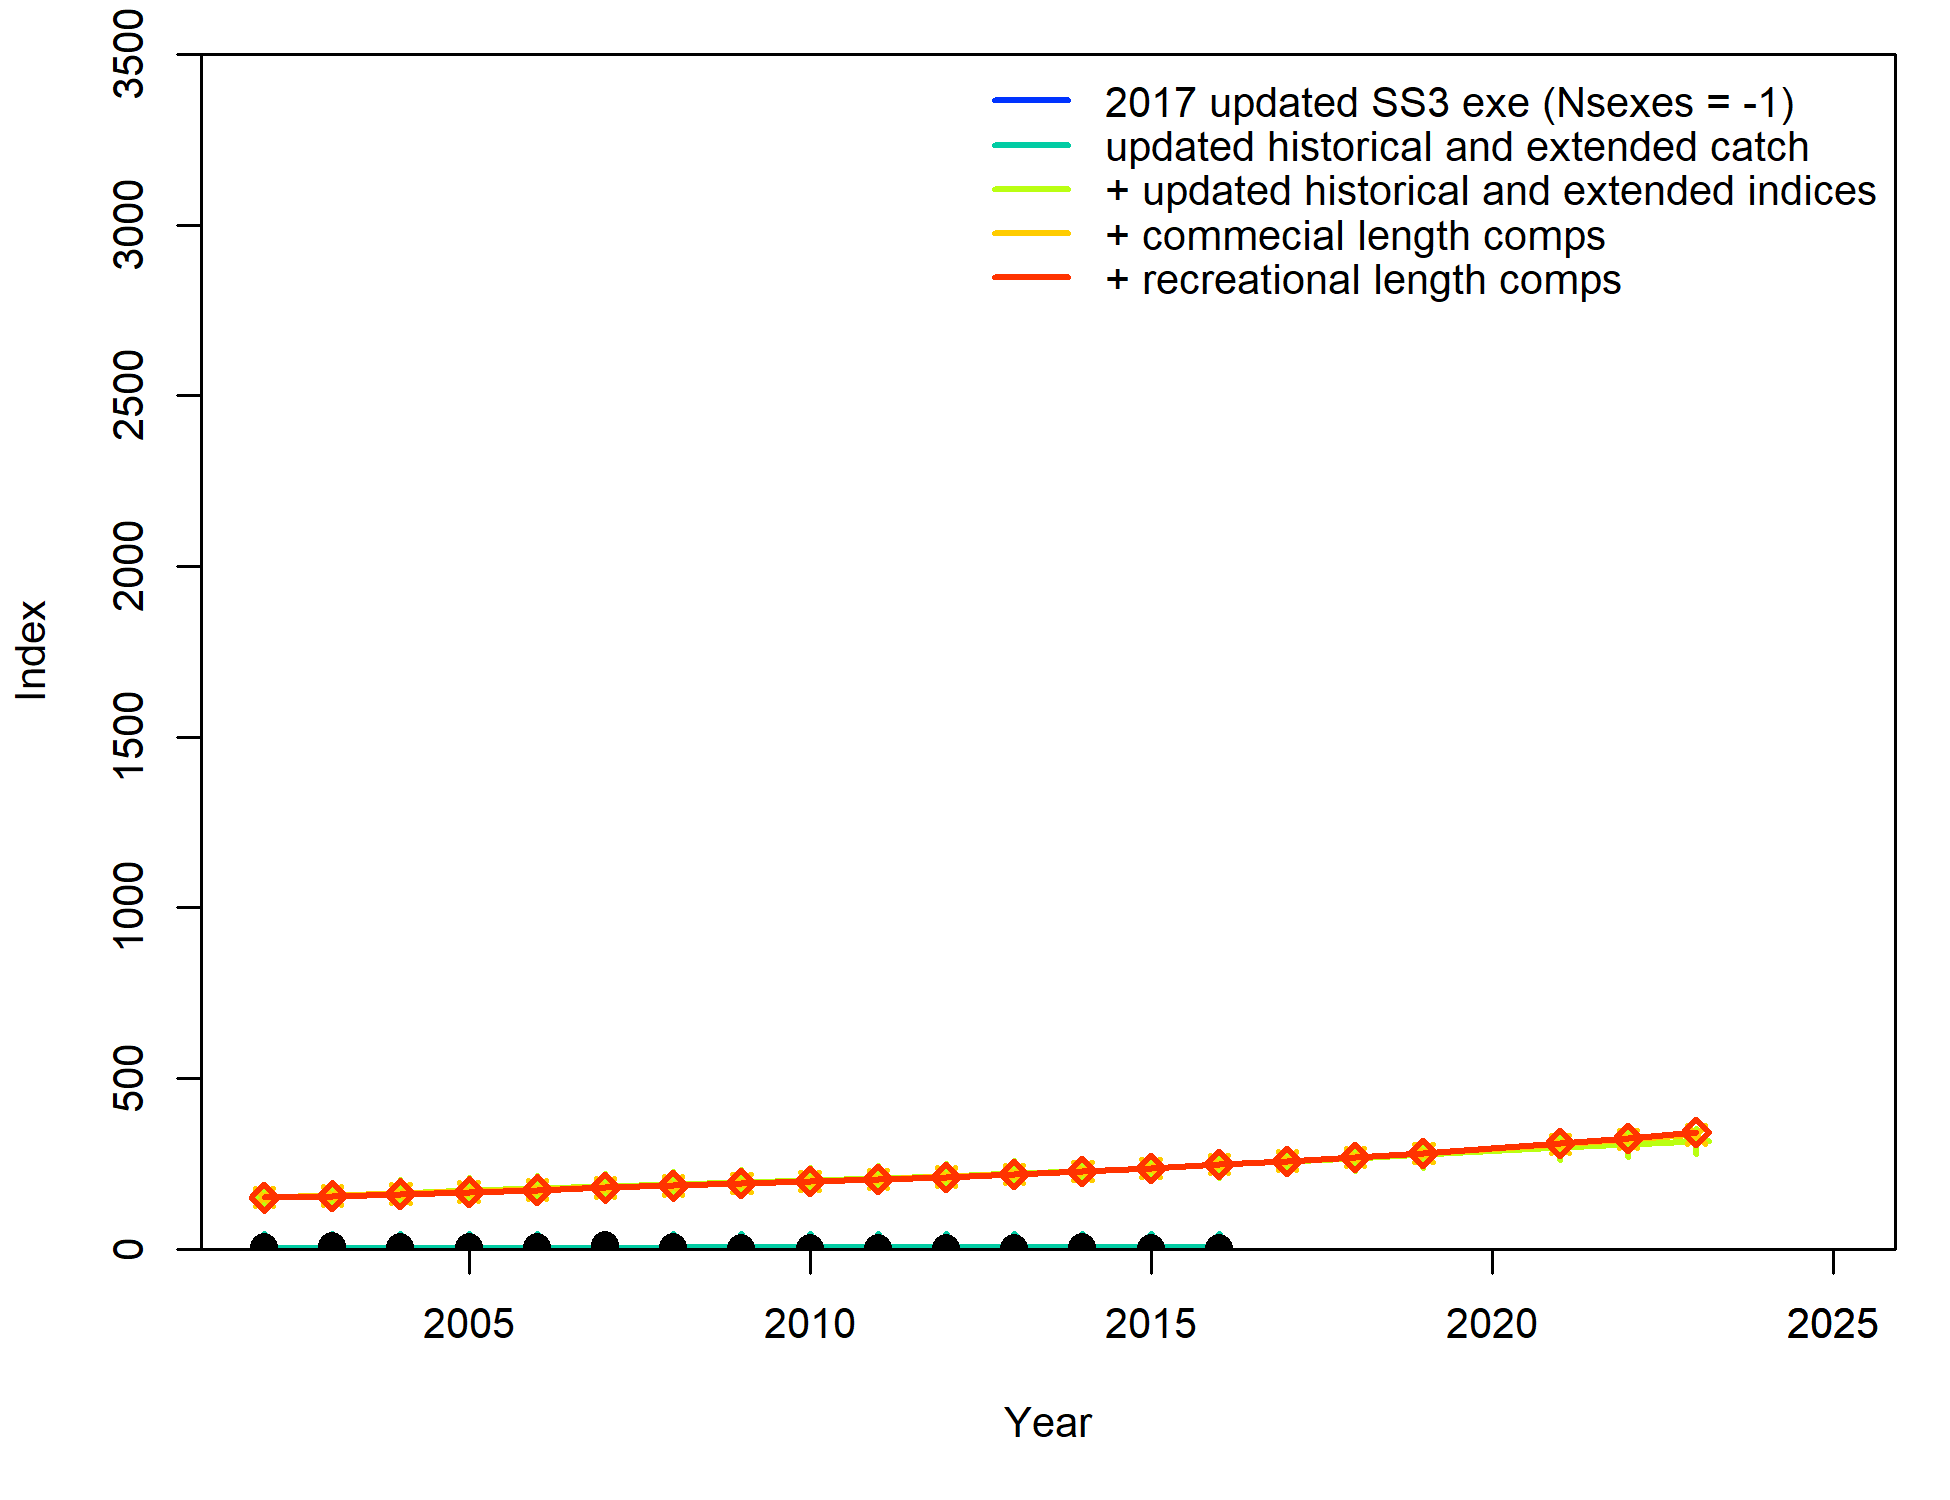 3500
3000
2500
2000
1500
1000
500
0
Index
2017 updated SS3 exe (Nsexes = -1)
updated historical and extended catch
+ updated historical and extended indices
+ commecial length comps
+ recreational length comps
2005
2010
2015
2020
2025
Year